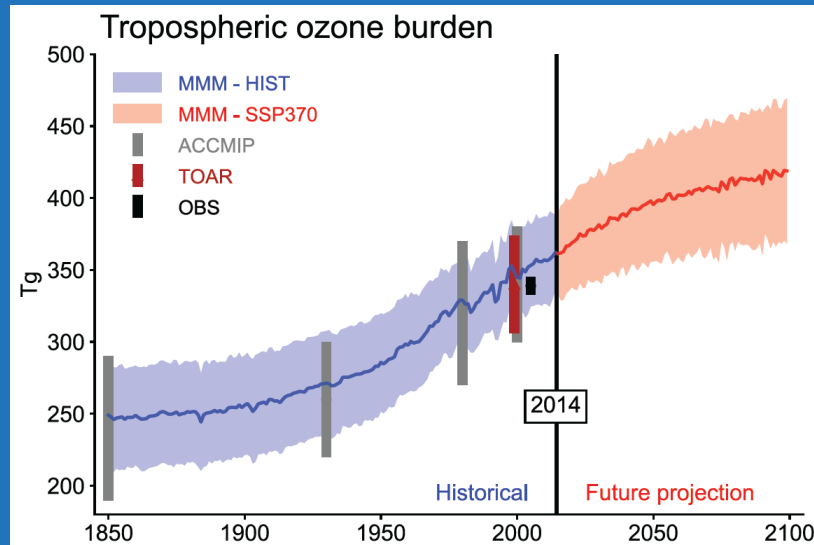 Tropospheric ozone burden
500
450
400
350
300
250
200
Tg
MMM - HIST
MMM - SSP370
ACCMIP
TOAR
OBS
2014
Historical
Future projection
1850
1900
1950
2000
2050
2100